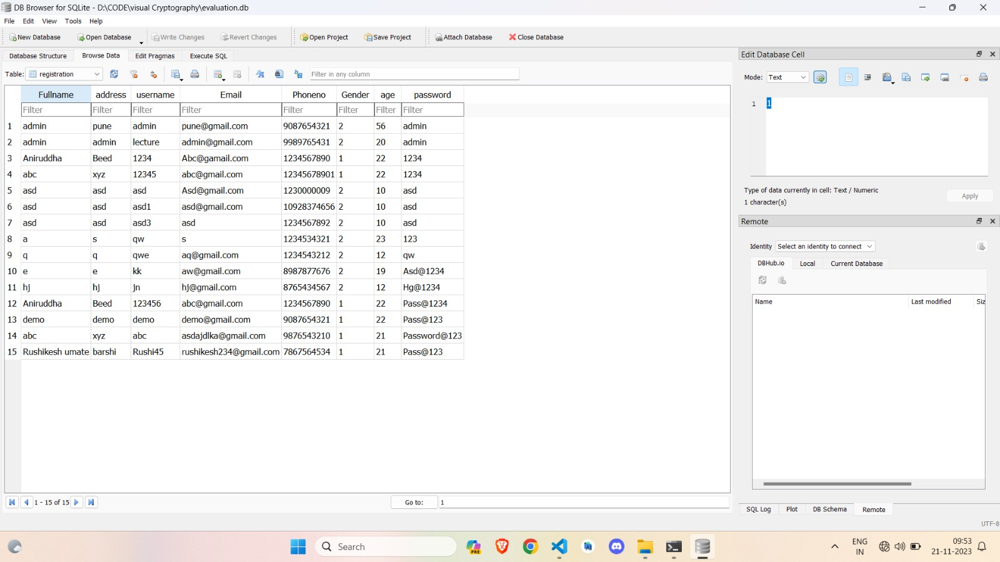 DB Browser for SQLite - D:\CODE\visual Cryptography\evaluation.db
File Edit View Tools Help
New Database Open Database Write Changes Revert Changes Open Project Save Project Attach Database Close Database
Database Structure Browse Data Edit Pragmas Execute SQL
Table: registration Filter in any column
Fullname address username Email Phoneno Gender age password
Filter Filter Filter Filter Filter Filter Filter Filter
1 admin pune admin pune@gmail.com 9087654321 2 56 admin
2 admin admin lecture admin@gmail.com 9989765431 2 20 admin
3 Aniruddha Beed 1234 Abc@gamail.com 1234567890 1 22 1234
4 abc xyz 12345 abc@gmail.com 12345678901 1 22 1234
5 asd asd asd Asd@gmail.com 1230000009 2 10 asd
6 asd asd asd1 asd@gmail.com 10928374656 2 10 asd
7 asd asd asd3 asd 1234567892 2 10 asd
8 a s qw s 1234534321 2 23 123
9 q q qwe aq@gmail.com 1234543212 2 12 qw
10 e e kk aw@gmail.com 8987877676 2 19 Asd@1234
11 hj hj jn hj@gmail.com 8765434567 2 12 Hg@1234
12 Aniruddha Beed 123456 abc@gmail.com 1234567890 1 22 Pass@1234
13 demo demo demo demo@gmail.com 9087654321 1 22 Pass@123
14 abc xyz abc asdajdlka@gmail.com 9876543210 1 21 Password@123
15 Rushikesh umate barshi Rushi45 rushikesh234@gmail.com 7867564534 1 21 Pass@123
1 - 15 of 15 Go to: 1
Edit Database Cell
Mode: Text
1 1
Type of data currently in cell: Text / Numeric
1 character(s)
Apply
Remote
Identity Select an identity to connect
DBHub.io Local Current Database
Name Last modified Siz
SQL Log Plot DB Schema Remote
UTF-8
Search
PRE
ENG
IN
09:53
21-11-2023